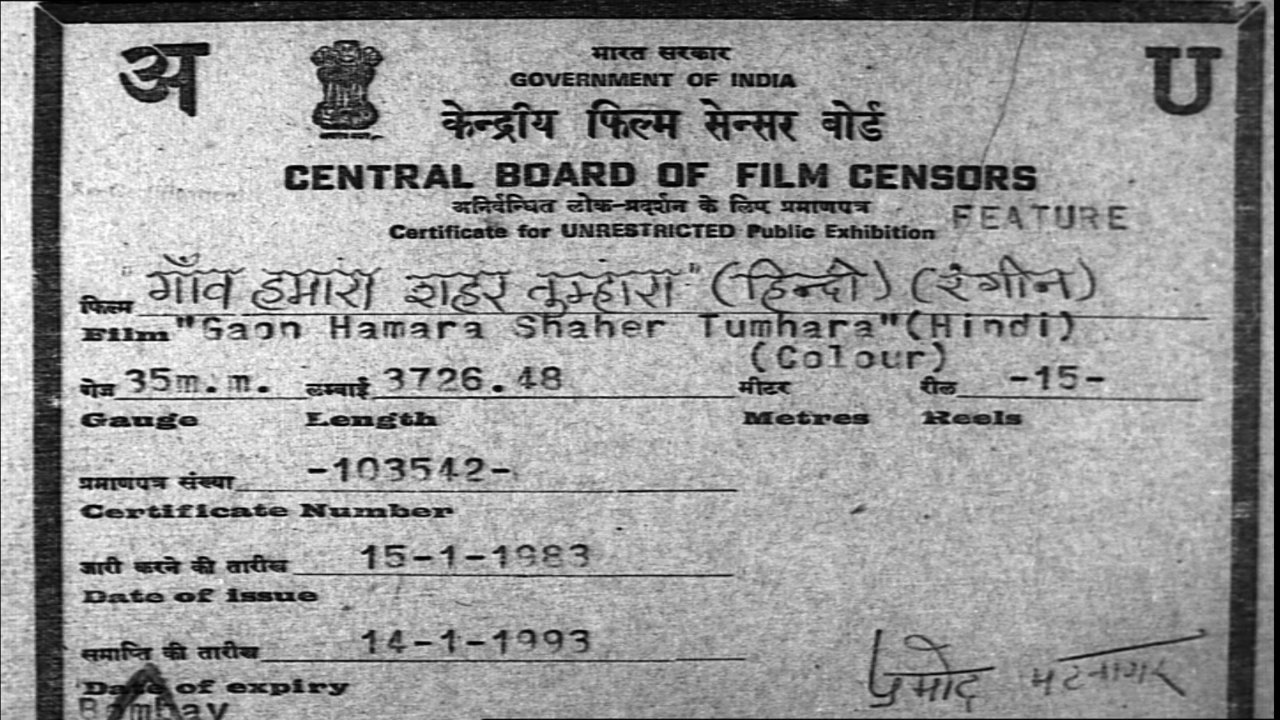 अ
U
भारत सरकार
GOVERNMENT OF INDIA
केन्द्रीय फिल्म सेन्सर बोर्ड
CENTRAL BOARD OF FILM CENSORS
अनिर्बन्धित लोक-प्रदर्शन के लिए प्रमाणपत्र
Certificate for UNRESTRICTED Public Exhibition FEATURE
फिल्म "गाँव हमारा शहर तुम्हारा" (हिन्दी) (रंगीन)
Film "Gaon Hamara Shaher Tumhara" (Hindi)
(Colour)
गेज 35m.m. लम्बाई 3726.48 मीटर रील -15-
Gauge Length Metres Reels
प्रमाणपत्र संख्या -103542-
Certificate Number
जारी करने की तारीख 15-1-1983
Date of issue
समाप्ति की तारीख 14-1-1993
प्रमोद भटनागर
Date of expiry
Bombay